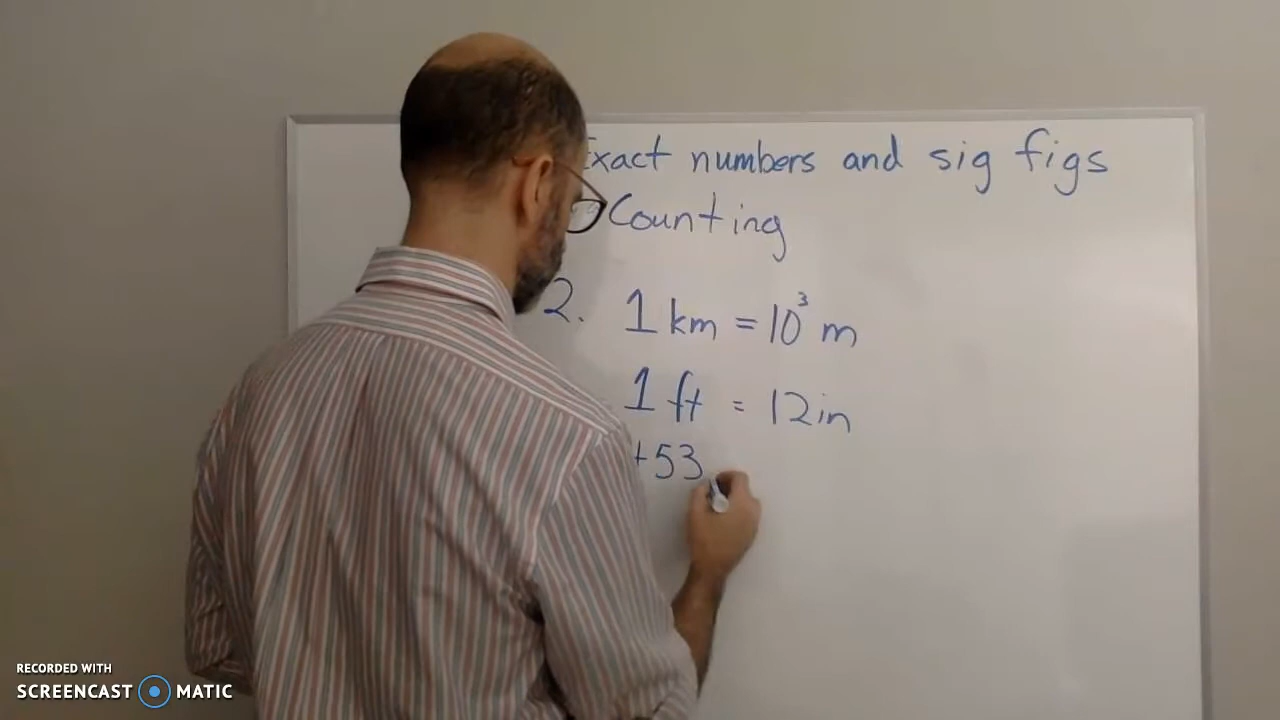 Exact numbers and sig figs
Counting
2. 1 km = 10³ m
1 ft = 12 in
+53
RECORDED WITH
SCREENCAST MATIC